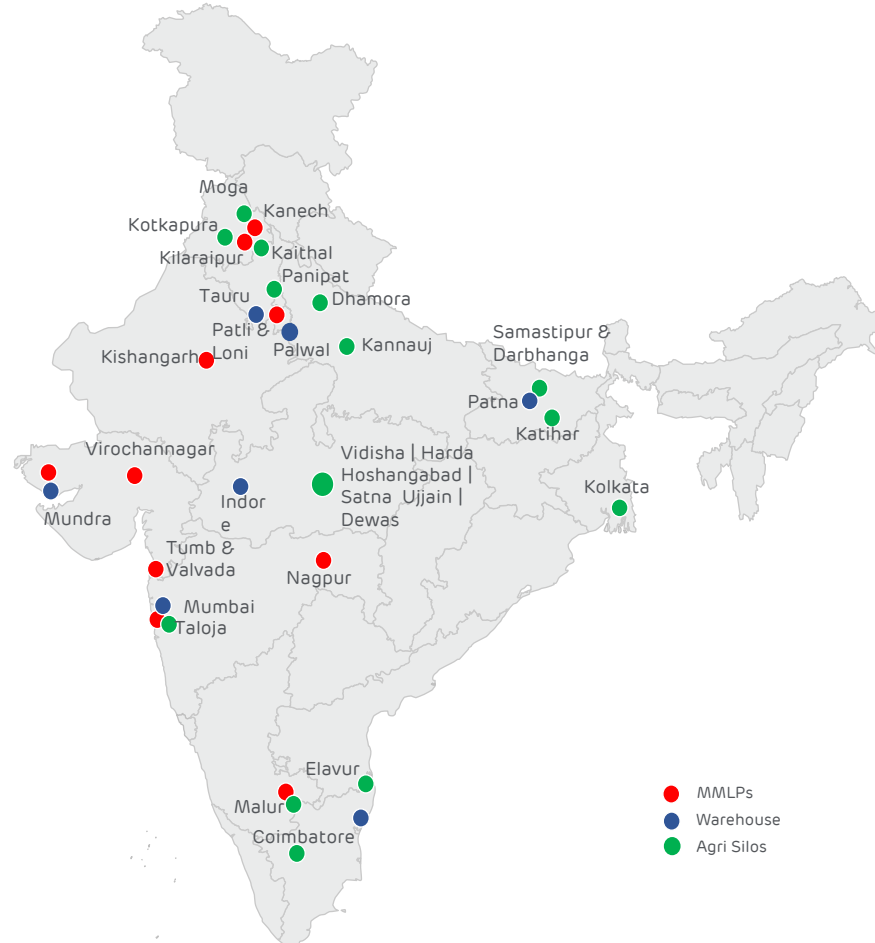 Moga
Kanech
Kotkapura
Kilaraipur
Kaithal
Panipat
Tauru
Dhamora
Patli &
Loni
Palwal
Kannauj
Kishangarh
Samastipur &
Darbhanga
Patna
Katihar
Virochannagar
Mundra
Indor
e
Vidisha | Harda
Hoshangabad |
Satna Ujjain |
Dewas
Kolkata
Tumb &
Valvada
Nagpur
Mumbai
Taloja
Elavur
Malur
Coimbatore
MMLPs
Warehouse
Agri Silos